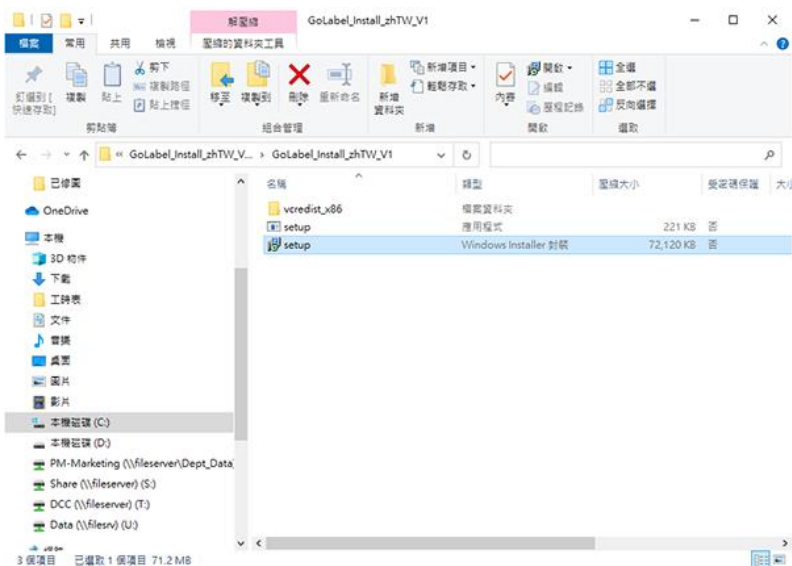 解壓縮
GoLabel_Install_zhTW_V1
檔案
常用
共用
檢視
壓縮的資料夾工具
釘選到 [
快速存取]
複製
貼上
剪下
複製路徑
貼上捷徑
剪貼簿
移至
複製到
刪除
重新命名
組合管理
新增
資料夾
新增項目
輕鬆存取
新增
內容
開啟
編輯
歷程記錄
開啟
全選
全部不選
反向選擇
選取
« GoLabel_Install_zhTW_V... › GoLabel_Install_zhTW_V1
已修圖
OneDrive
本機
3D 物件
下載
工時表
文件
音樂
桌面
圖片
影片
本機磁碟 (C:)
本機磁碟 (D:)
PM-Marketing (\\fileserver\Dept_Data)
Share (\\fileserver) (S:)
DCC (\\fileserver) (T:)
Data (\\filesrv) (U:)
名稱 類型 壓縮大小 受密碼保護 大小
vcredist_x86 檔案資料夾
setup 應用程式 221 KB 否
setup Windows Installer 封裝 72,120 KB 否
3 個項目 已選取 1 個項目 71.2 MB